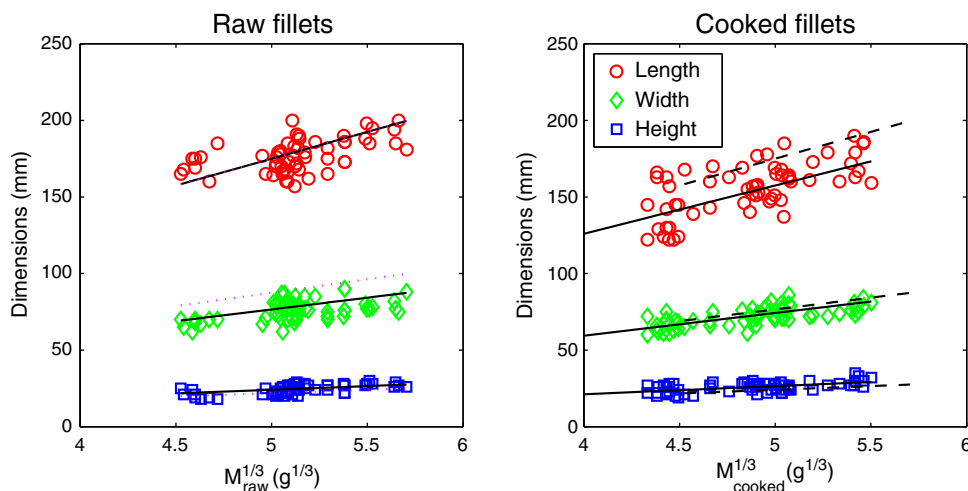 Raw fillets
250
200
150
100
50
0
Dimensions (mm)
4 4.5 5 5.5 6
M_raw^1/3 (g^1/3)
Cooked fillets
Length
Width
Height
250
200
150
100
50
0
Dimensions (mm)
4 4.5 5 5.5 6
M_cooked^1/3 (g^1/3)